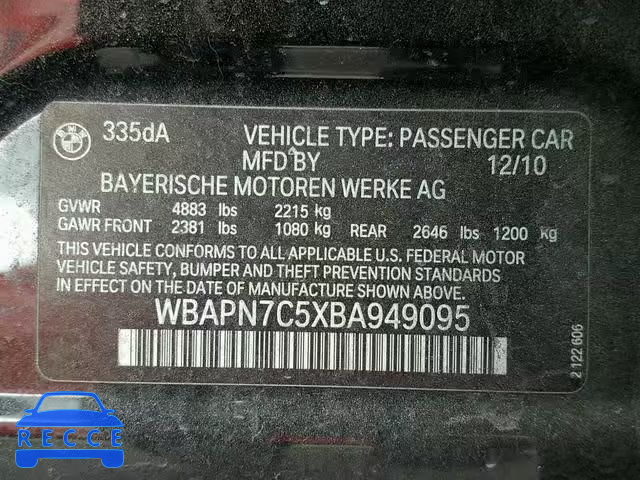 BMW
335dA VEHICLE TYPE: PASSENGER CAR
MFD BY 12/10
BAYERISCHE MOTOREN WERKE AG
GVWR 4883 lbs 2215 kg
GAWR FRONT 2381 lbs 1080 kg REAR 2646 lbs 1200 kg
THIS VEHICLE CONFORMS TO ALL APPLICABLE U.S. FEDERAL MOTOR
VEHICLE SAFETY, BUMPER AND THEFT PREVENTION STANDARDS IN
EFFECT ON THE DATE OF MANUFACTURE SHOWN ABOVE.
WBAPN7C5XBA949095
2 122 606
RECCE